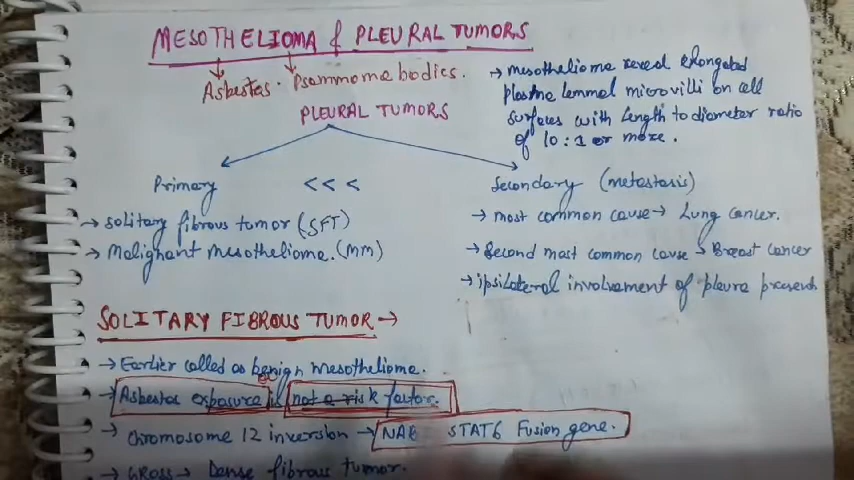 MESOTHELIOMA & PLEURAL TUMORS
Asbestas. Psammoma bodies.
→ mesothelioma reveal elongated
plasma lemmal microvilli on cell
surfaces with length to diameter ratio
of 10:1 or more.
PLEURAL TUMORS
Primary <<< Secondary (metastasis)
→ solitary fibrous tumor (SFT)
→ Malignant mesothelioma. (MM)
→ most common cause → Lung cancer.
→ Second most common cause → Breast cancer
→ ipsilateral involvement of pleura present
SOLITARY FIBROUS TUMOR →
→ Earlier called as benign mesothelioma.
→ Asbestos exposure is not a risk factor.
→ chromosome 12 inversion → STAT6 Fusion gene.
→ GROSS → Dense fibrous tumor.